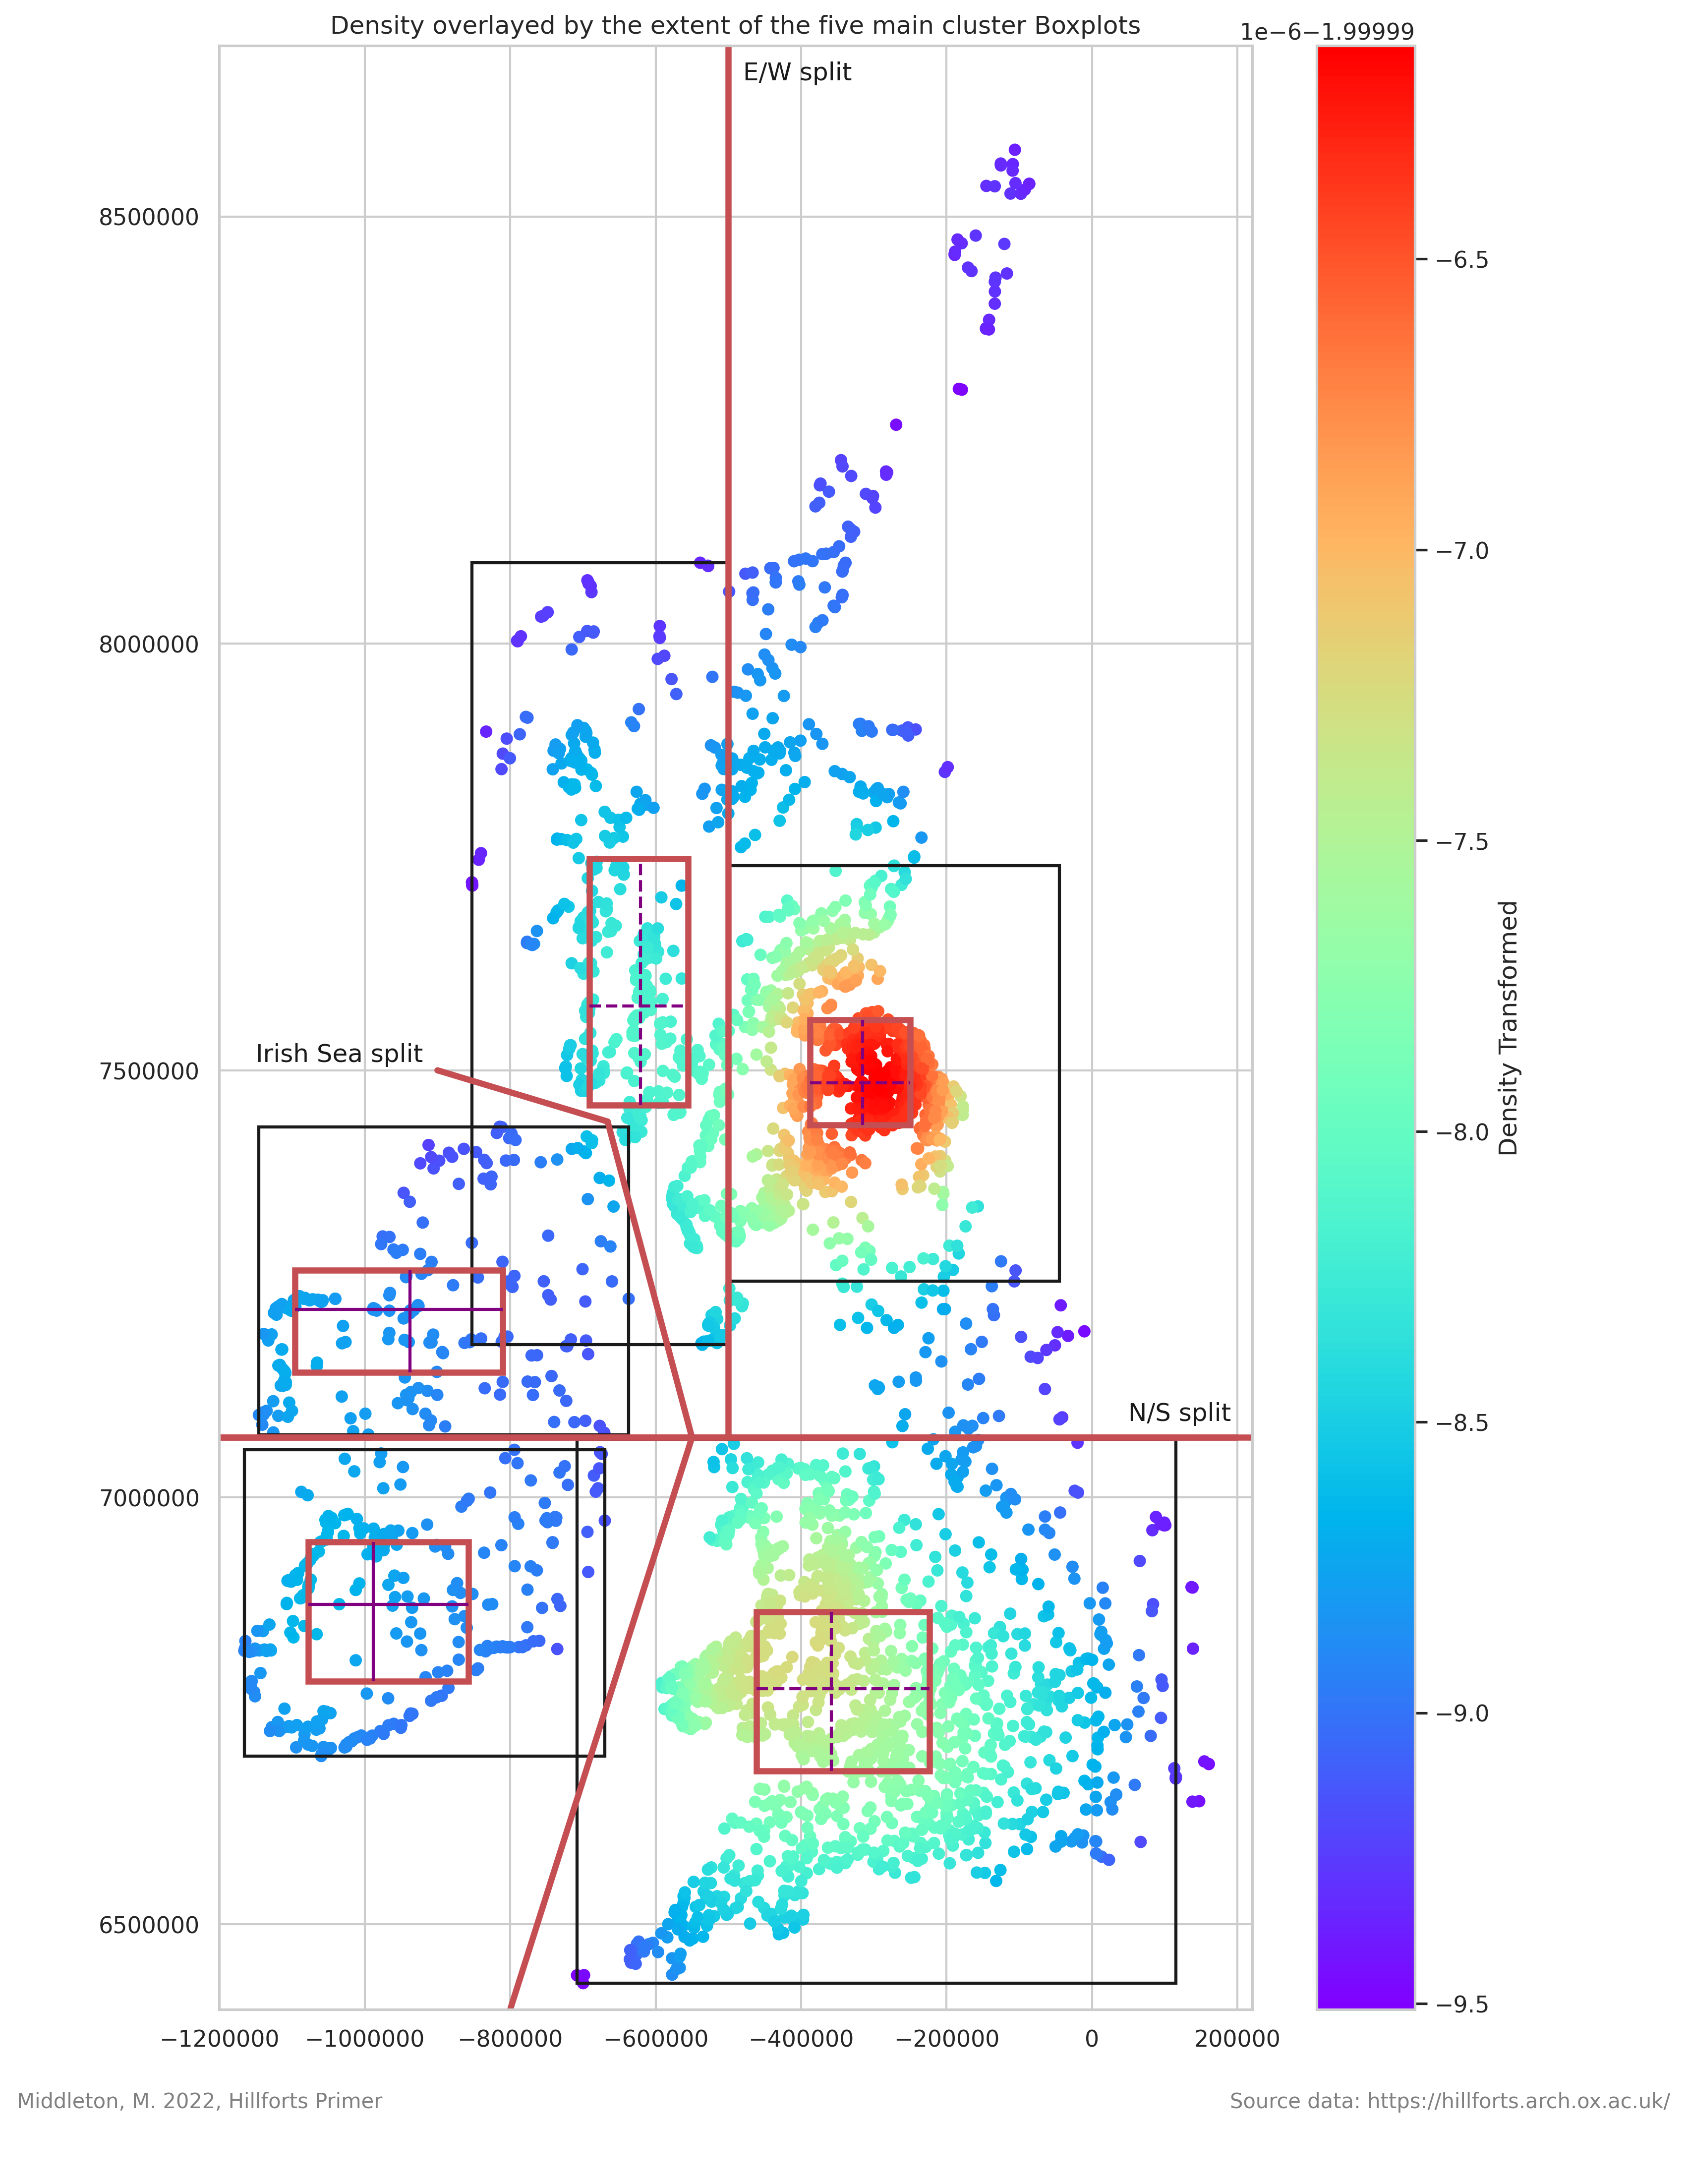 Density overlayed by the extent of the five main cluster Boxplots
1e−6−1.99999
E/W split
8500000
−6.5
−7.0
8000000
−7.5
Density Transformed
Irish Sea split
7500000
−8.0
N/S split
−8.5
7000000
−9.0
6500000
−9.5
−1200000 −1000000 −800000 −600000 −400000 −200000 0 200000
Middleton, M. 2022, Hillforts Primer
Source data: https://hillforts.arch.ox.ac.uk/